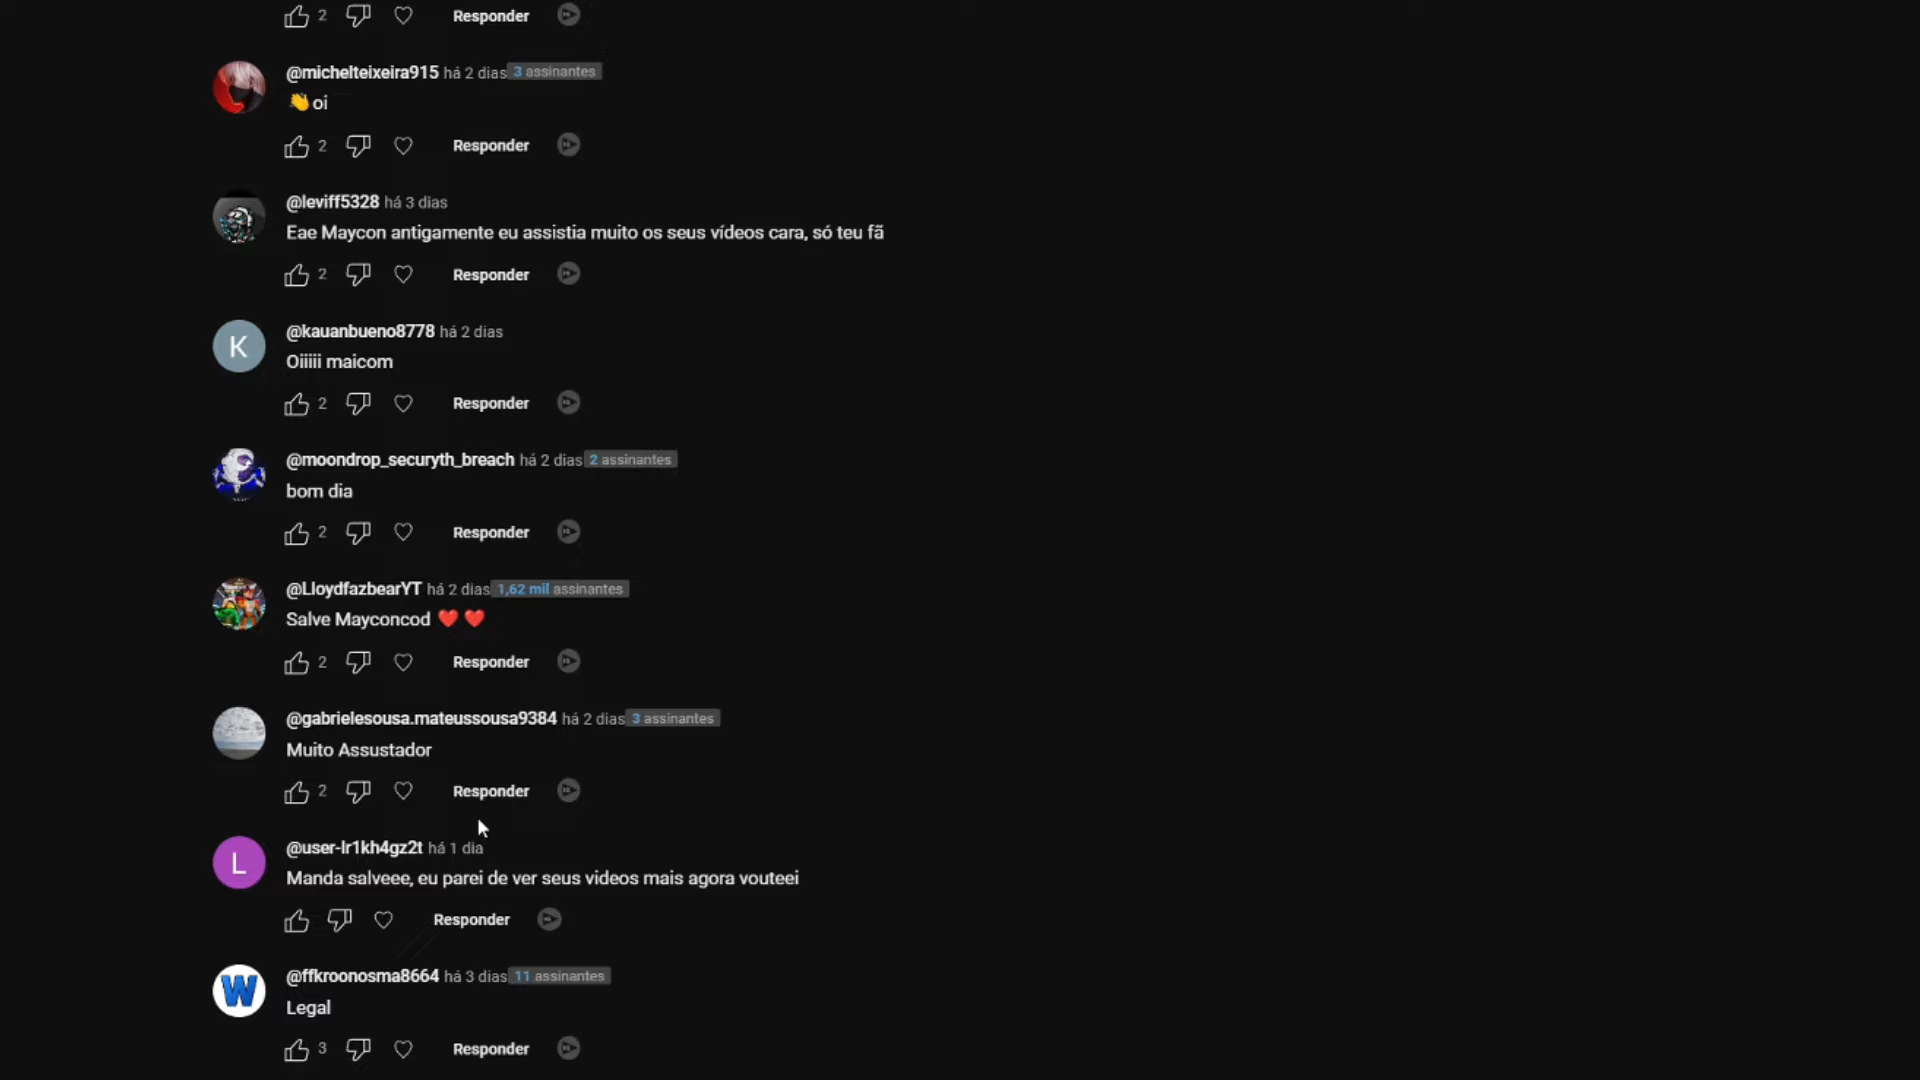 2 Responder
@michelteixeira915 há 2 dias 3 assinantes
👋 oi
2 Responder
@leviff5328 há 3 dias
Eae Maycon antigamente eu assistia muito os seus vídeos cara, só teu fã
2 Responder
K
@kauanbueno8778 há 2 dias
Oiiiii maicom
2 Responder
@moondrop_securyth_breach há 2 dias 2 assinantes
bom dia
2 Responder
@LloydfazbearYT há 2 dias 1,62 mil assinantes
Salve Mayconcod ❤️ ❤️
2 Responder
@gabrielesousa.mateussousa9384 há 2 dias 3 assinantes
Muito Assustador
2 Responder
L
@user-lr1kh4gz2t há 1 dia
Manda salveee, eu parei de ver seus videos mais agora vouteei
Responder
W
@ffkroonosma8664 há 3 dias 11 assinantes
Legal
3 Responder